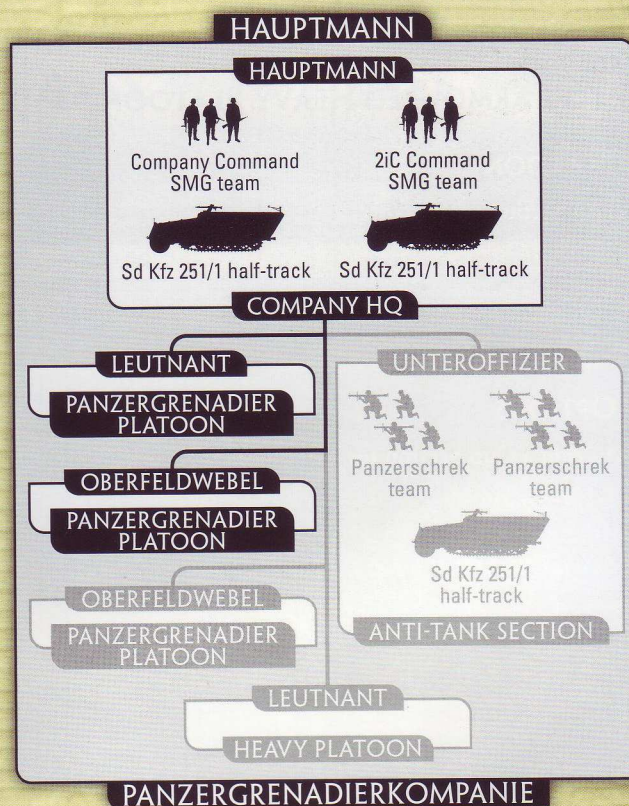 HAUPTMANN
HAUPTMANN
Company Command
SMG team
2iC Command
SMG team
Sd Kfz 251/1 half-track
Sd Kfz 251/1 half-track
COMPANY HQ
LEUTNANT
PANZERGRENADIER
PLATOON
OBERFELDWEBEL
PANZERGRENADIER
PLATOON
OBERFELDWEBEL
PANZERGRENADIER
PLATOON
UNTEROFFIZIER
Panzerschrek
team
Panzerschrek
team
Sd Kfz 251/1
half-track
ANTI-TANK SECTION
LEUTNANT
HEAVY PLATOON
PANZERGRENADIERKOMPANIE